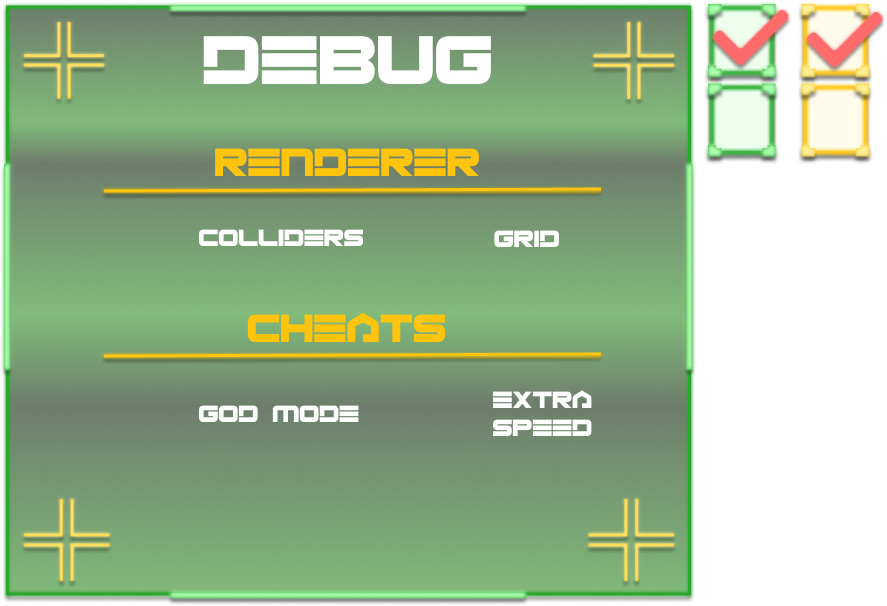 DEBUG
RENDERER
COLLIDERS GRID
CHEATS
GOD MODE EXTRA
SPEED